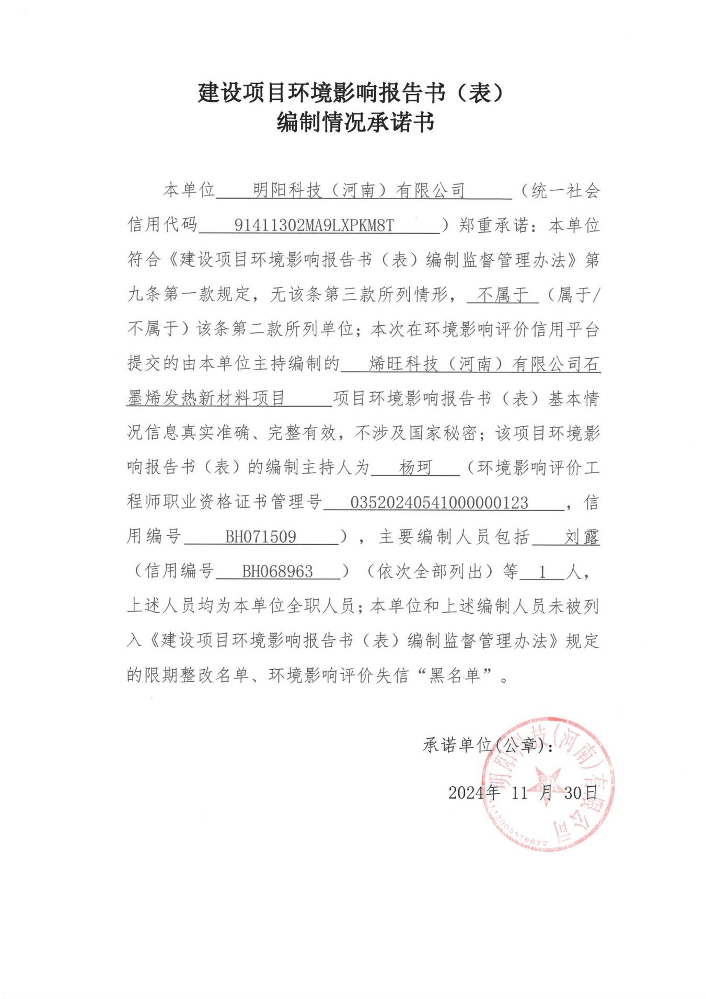 建设项目环境影响报告书（表）
编制情况承诺书
本单位 明阳科技（河南）有限公司 （统一社会
信用代码 91411302MA9LXPKM8T ）郑重承诺：本单位
符合《建设项目环境影响报告书（表）编制监督管理办法》第
九条第一款规定，无该条第三款所列情形， 不属于 （属于/
不属于）该条第二款所列单位；本次在环境影响评价信用平台
提交的由本单位主持编制的 烯旺科技（河南）有限公司石
墨烯发热新材料项目 项目环境影响报告书（表）基本情
况信息真实准确、完整有效，不涉及国家秘密；该项目环境影
响报告书（表）的编制主持人为 杨珂 （环境影响评价工
程师职业资格证书管理号 03520240541000000123 ，信
用编号 BH071509 ），主要编制人员包括 刘露
（信用编号 BH068963 ）（依次全部列出）等 1 人，
上述人员均为本单位全职人员；本单位和上述编制人员未被列
入《建设项目环境影响报告书（表）编制监督管理办法》规定
的限期整改名单、环境影响评价失信“黑名单”。
承诺单位(公章)：
2024年 11 月 30日
明阳科技(河南)有限公司
4113000376622